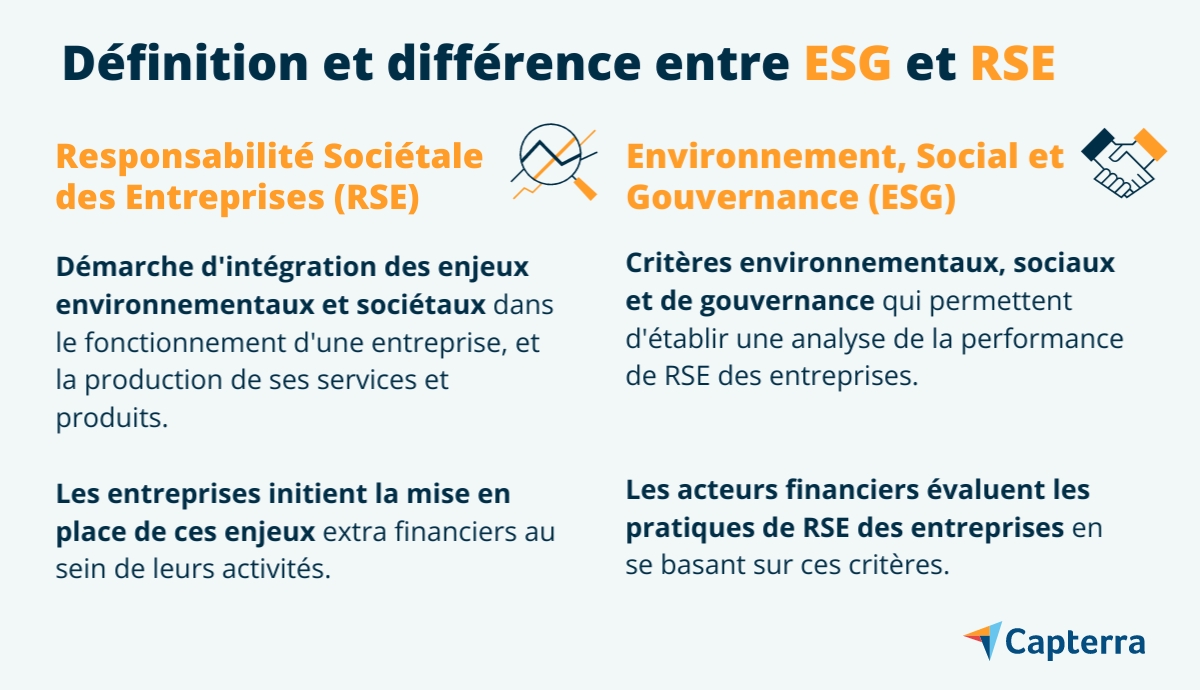 Définition et différence entre ESG et RSE
Responsabilité Sociétale
des Entreprises (RSE)
Démarche d'intégration des enjeux
environnementaux et sociétaux dans
le fonctionnement d'une entreprise, et
la production de ses services et
produits.
Les entreprises initient la mise en
place de ces enjeux extra financiers au
sein de leurs activités.
Environnement, Social et
Gouvernance (ESG)
Critères environnementaux, sociaux
et de gouvernance qui permettent
d'établir une analyse de la performance
de RSE des entreprises.
Les acteurs financiers évaluent les
pratiques de RSE des entreprises en
se basant sur ces critères.
Capterra